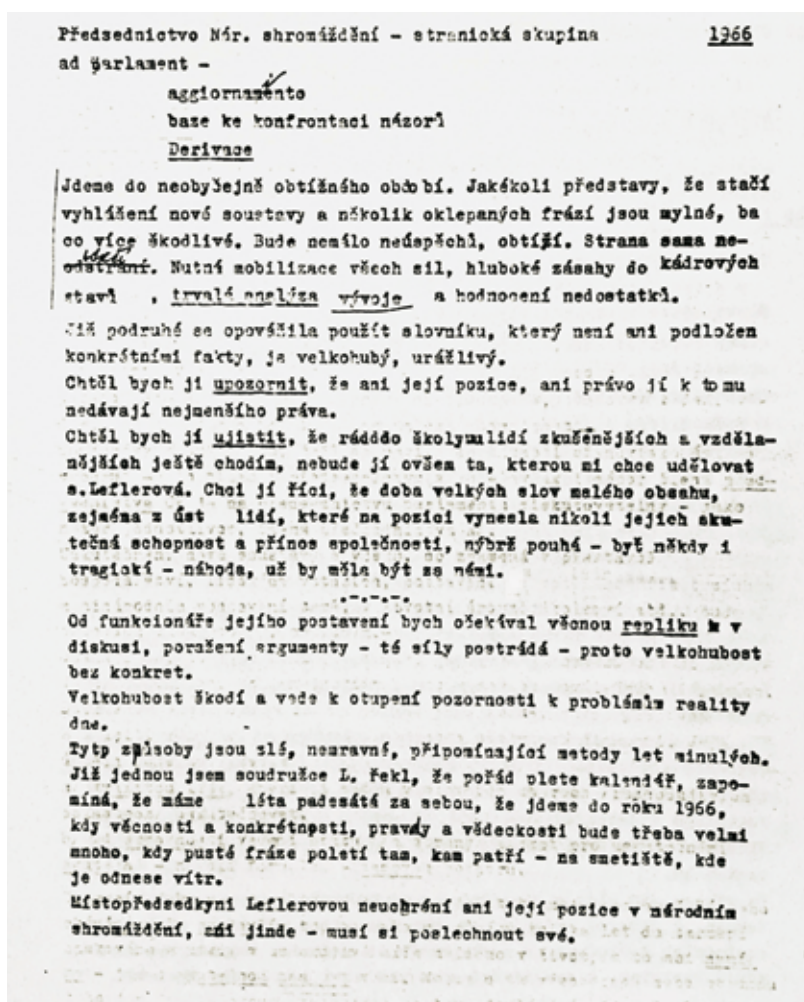 Předsednictvo Nár. shromáždění - stranická skupina 1966
ad parlament -
aggiornamento
baze ke konfrontaci názorů
Derivace
Jdeme do neobyčejně obtížného období. Jakékoli představy, že stačí
vyhlášení nové soustavy a několik oklepaných frází jsou mylné, ba
co více škodlivé. Bude nemálo neúspěchů, obtíží. Strana sama ne-
odstraní. Nutná mobilizace všech sil, hluboké zásahy do kádrových
stavů , trvalá analýza vývoje a hodnocení nedostatků.
Již podruhé se opovážila použít slovníku, který není ani podložen
konkrétními fakty, je velkohubý, urážlivý.
Chtěl bych ji upozornit, že ani její pozice, ani právo jí k tomu
nedávají nejmenšího práva.
Chtěl bych jí ujistit, že rádddo školyulidí zkušenějších a vzděla-
nějších ještě chodím, nebude jí ovšem ta, kterou mi chce udělovat
s.Leflerová. Chci jí říci, že doba velkých slov malého obsahu,
zejména z úst lidí, které na pozici vynesla nikoli jejich sku-
tečná schopnost a přínos společnosti, nýbrž pouhá - byť někdy i
tragická - náhoda, už by měla být za námi.
.-.-.-.
Od funkcionáře jejího postavení bych očekával věcnou repliku k v
diskusi, poražení argumenty - té síly postrádá - proto velkohubost
bez konkret.
Velkohubost škodí a vede k otupení pozornosti k problémům reality
dne.
Tytp způsoby jsou zlé, nemravné, připomínající metody let minulých.
Již jednou jsem soudružce L. řekl, že pořád plete kalendář, zapo-
míná, že máme léta padesátá za sebou, že jdeme do roku 1966,
kdy věcnosti a konkrétnosti, pravdy a vědeckosti bude třeba velmi
mnoho, kdy pusté fráze poletí tam, kam patří - na smetiště, kde
je odnese vítr.
Místopředsedkyni Leflerovou neuchrání ani její pozice v národním
shromáždění, ani jinde - musí si poslechnout své.